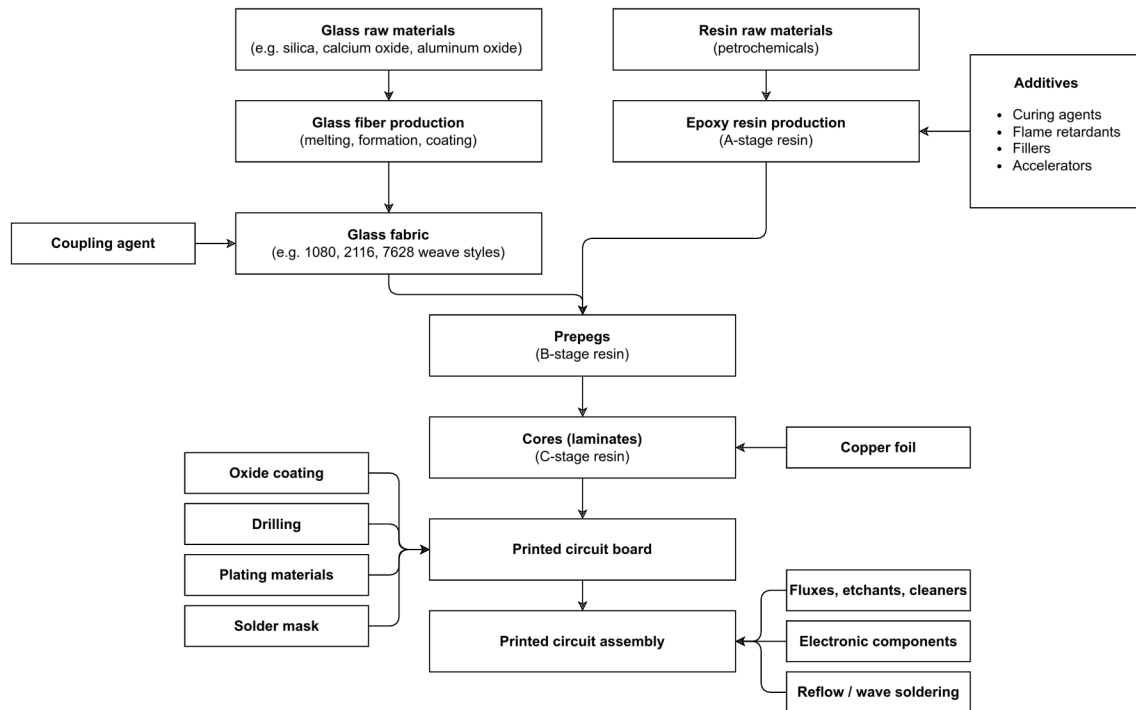 Glass raw materials
(e.g. silica, calcium oxide, aluminum oxide)
Resin raw materials
(petrochemicals)
Additives
• Curing agents
• Flame retardants
• Fillers
• Accelerators
Glass fiber production
(melting, formation, coating)
Epoxy resin production
(A-stage resin)
Coupling agent
Glass fabric
(e.g. 1080, 2116, 7628 weave styles)
Prepegs
(B-stage resin)
Cores (laminates)
(C-stage resin)
Copper foil
Oxide coating
Drilling
Plating materials
Solder mask
Printed circuit board
Printed circuit assembly
Fluxes, etchants, cleaners
Electronic components
Reflow / wave soldering